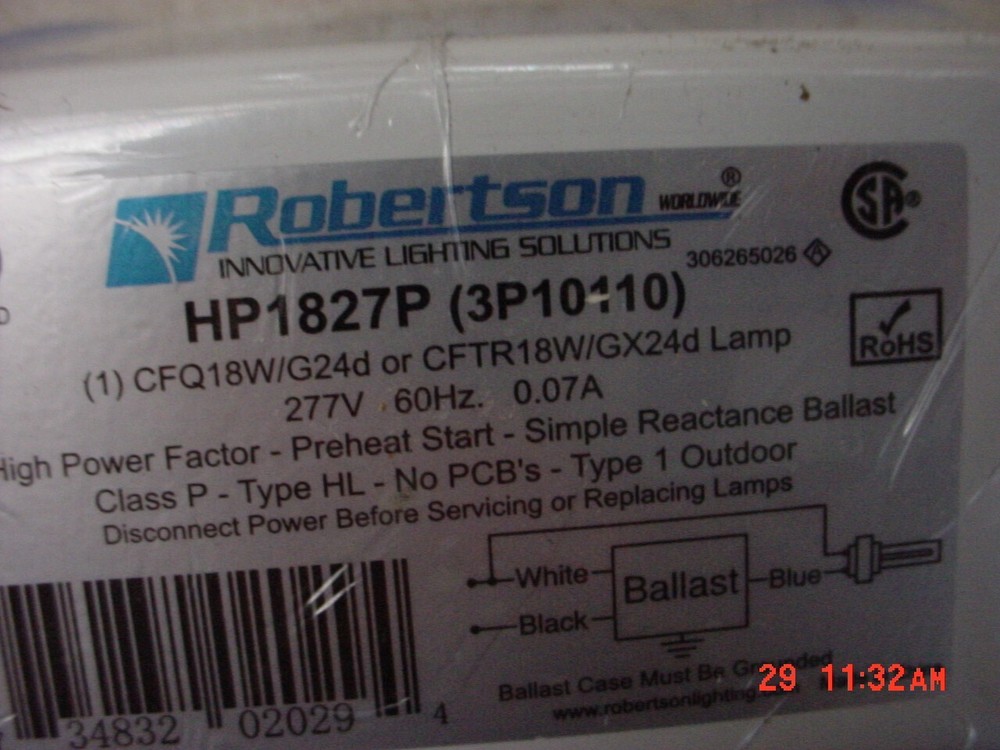 Robertson WORLDWIDE ®
INNOVATIVE LIGHTING SOLUTIONS
306265026
CSA ®
HP1827P (3P10110)
RoHS
(1) CFQ18W/G24d or CFTR18W/GX24d Lamp
277V 60Hz. 0.07A
High Power Factor - Preheat Start - Simple Reactance Ballast
Class P - Type HL - No PCB's - Type 1 Outdoor
Disconnect Power Before Servicing or Replacing Lamps
White
Ballast
Blue
Black
Ballast Case Must Be Grounded
www.robertsonlighting
34832 02029 4
29 11:32AM